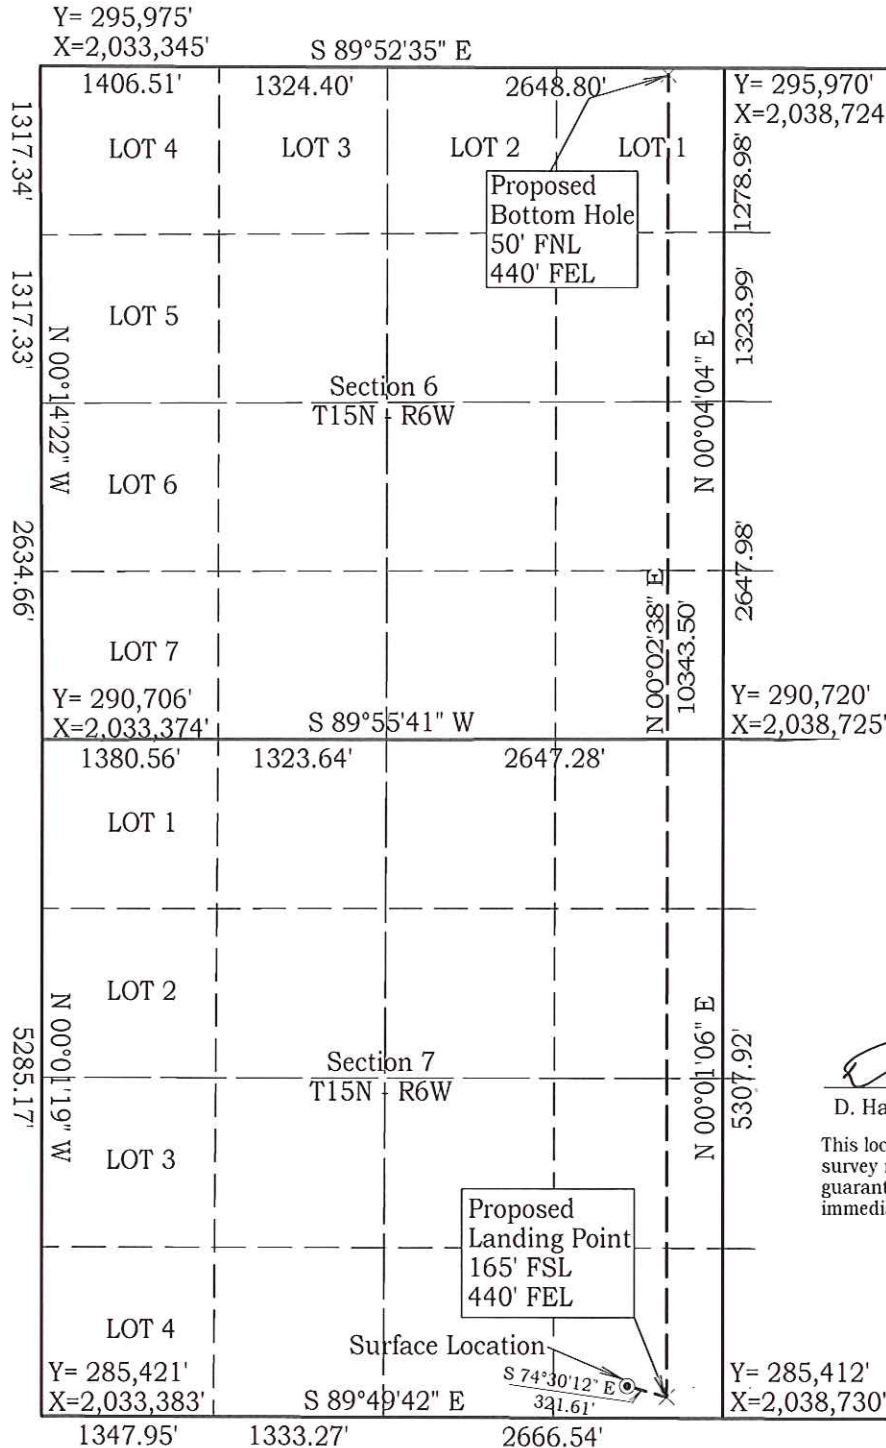 Y= 295,975'
X=2,033,345'
S 89°52'35" E
1406.51'
1324.40'
2648.80'
Y= 295,970'
X=2,038,724'
1317.34'
LOT 4
LOT 3
LOT 2
LOT 1
1278.98'
Proposed
Bottom Hole
50' FNL
440' FEL
1317.33'
LOT 5
1323.99'
N 00°14'22" W
Section 6
T15N - R6W
N 00°04'04" E
LOT 6
2634.66'
2647.98'
N 00°02'38" E
10343.50'
LOT 7
Y= 290,706'
X=2,033,374'
S 89°55'41" W
Y= 290,720'
X=2,038,725'
1380.56'
1323.64'
2647.28'
LOT 1
LOT 2
N 00°01'19" W
5285.17'
Section 7
T15N - R6W
N 00°01'06" E
5307.92'
D. Ha
This loc
survey
guarant
immedia
LOT 3
Proposed
Landing Point
165' FSL
440' FEL
LOT 4
Surface Location
S 74°30'12" E
321.61'
Y= 285,421'
X=2,033,383'
S 89°49'42" E
Y= 285,412'
X=2,038,730'
1347.95'
1333.27'
2666.54'